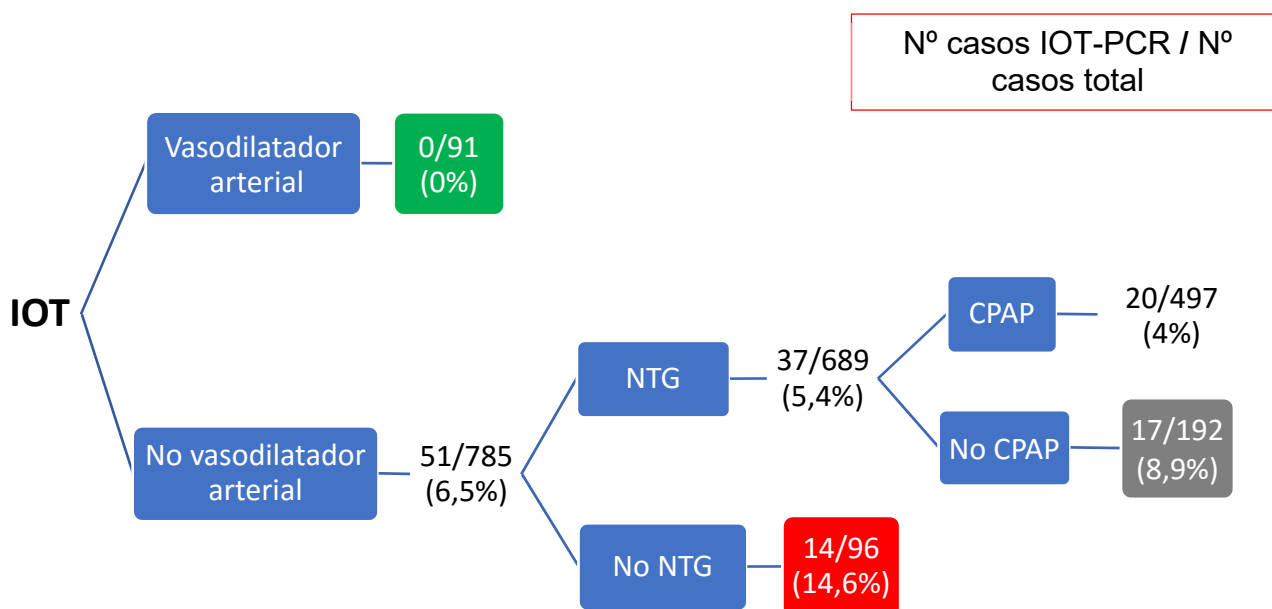 Nº casos IOT-PCR / Nº
casos total
Vasodilatador
arterial
0/91
(0%)
IOT
CPAP
20/497
(4%)
NTG
37/689
(5,4%)
No vasodilatador
arterial
51/785
(6,5%)
No CPAP
17/192
(8,9%)
No NTG
14/96
(14,6%)